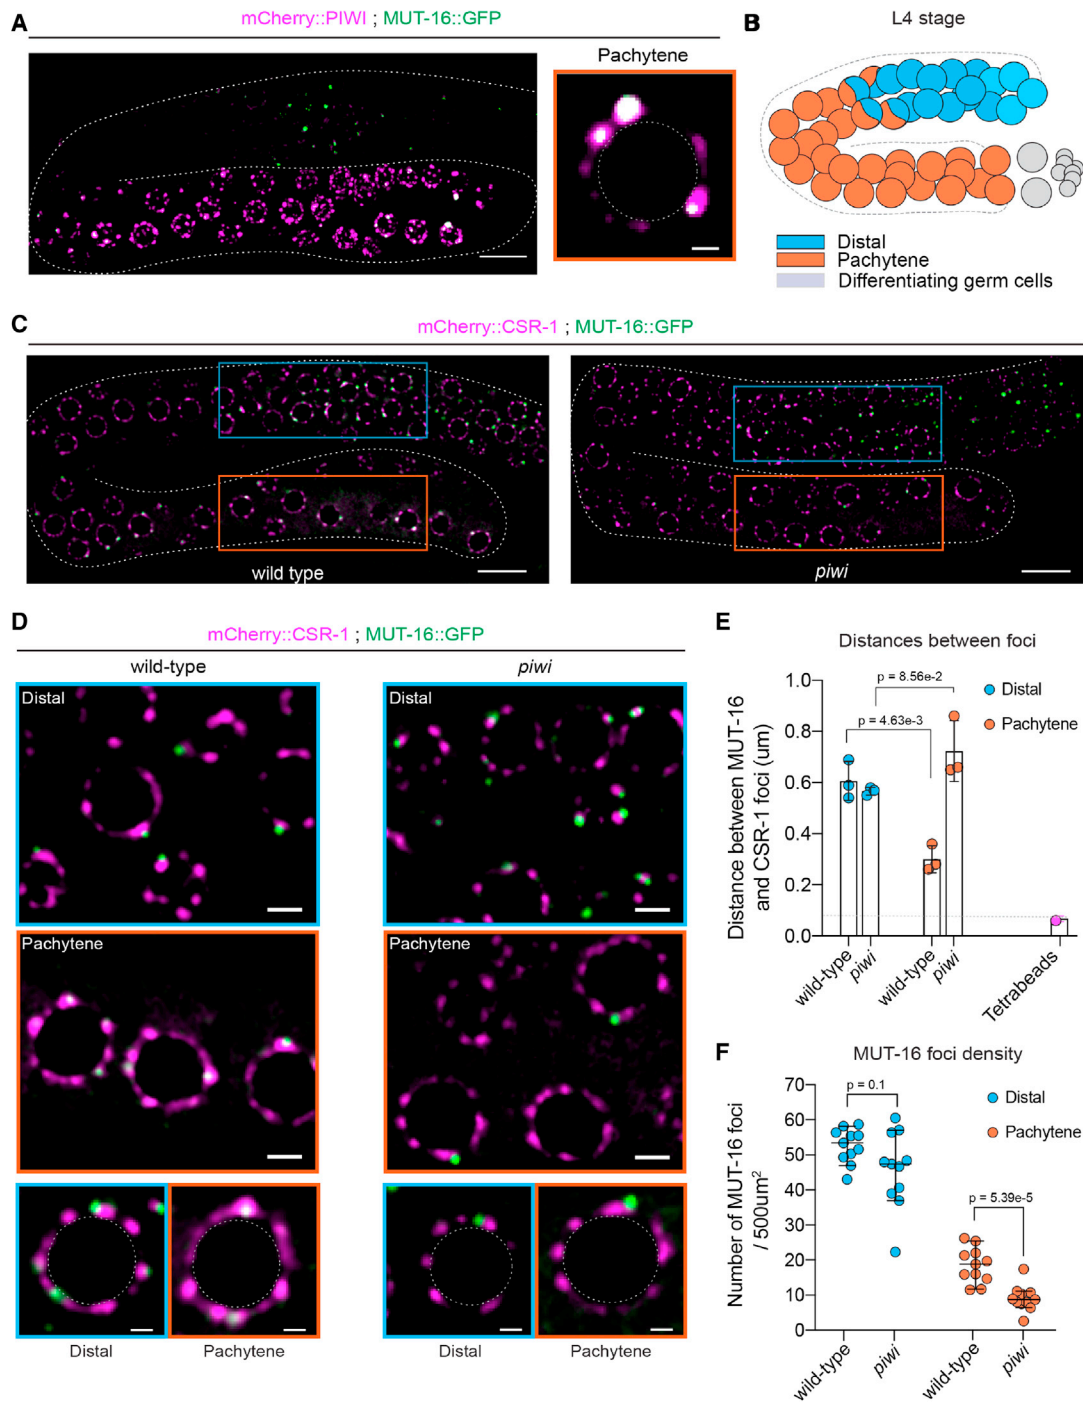 A
mCherry::PIWI ; MUT-16::GFP
Pachytene
B
L4 stage
Distal
Pachytene
Differentiating germ cells
C
mCherry::CSR-1 ; MUT-16::GFP
wild type
piwi
D
mCherry::CSR-1 ; MUT-16::GFP
wild-type
piwi
Distal
Distal
Pachytene
Pachytene
Distal
Pachytene
Distal
Pachytene
E
Distances between foci
Distance between MUT-16
and CSR-1 foci (um)
1.0
0.8
0.6
0.4
0.2
0.0
p = 8.56e-2
p = 4.63e-3
Distal
Pachytene
wild-type
piwi
wild-type
piwi
Tetrabeads
F
MUT-16 foci density
Number of MUT-16 foci
/ 500um²
70
60
50
40
30
20
10
0
p = 0.1
p = 5.39e-5
Distal
Pachytene
wild-type
piwi
wild-type
piwi